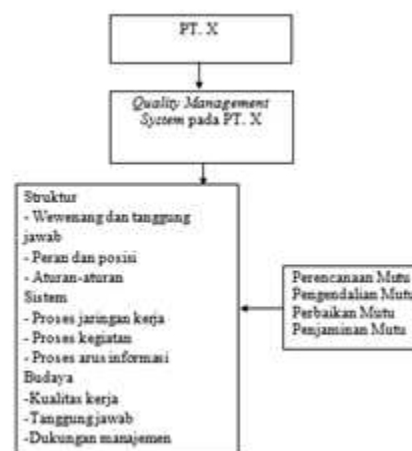 PT. X
Quality Management
System pada PT. X
Struktur
- Wewenang dan tanggung
jawab
- Peran dan posisi
- Aturan-aturan
Sistem
- Proses jaringan kerja
- Proses kegiatan
- Proses arus informasi
Budaya
-Kualitas kerja
-Tanggung jawab
-Dukungan manajemen
Perencanaan Mutu
Pengendalian Mutu
Perbaikan Mutu
Penjaminan Mutu